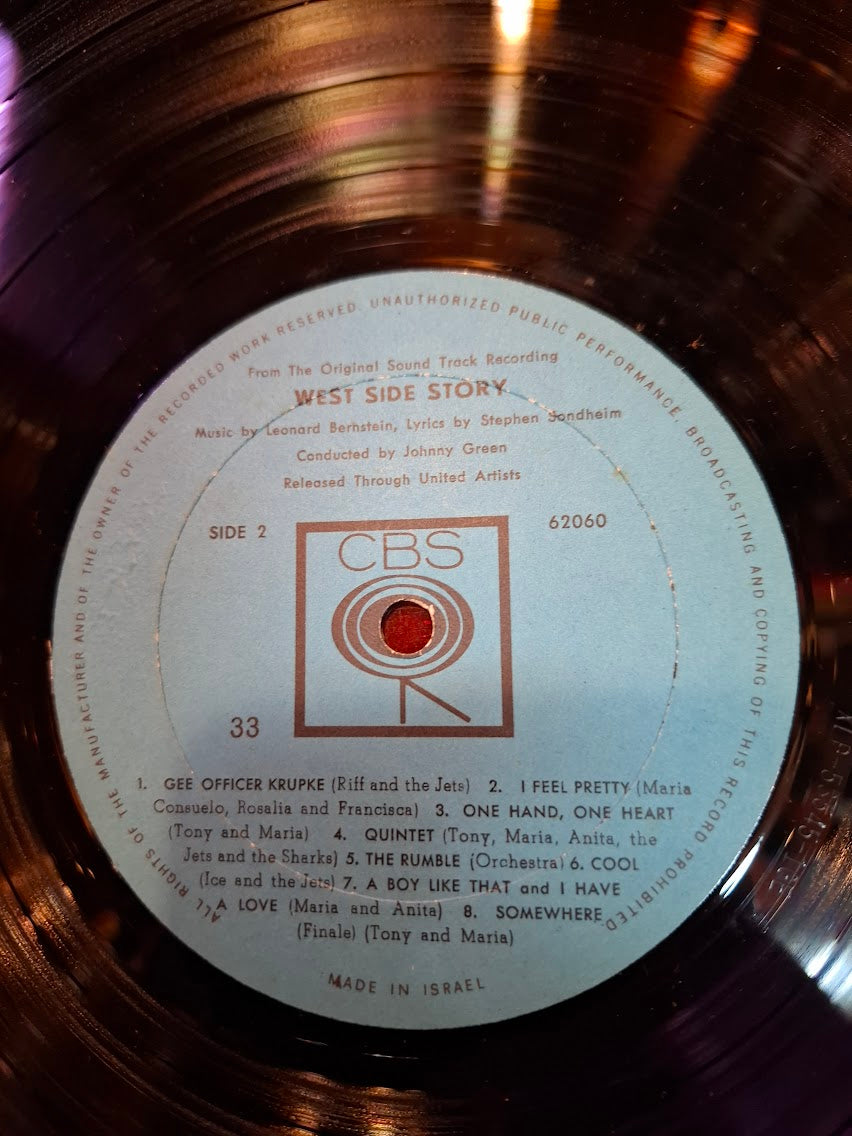 ALL RIGHTS OF THE MANUFACTURER AND OF THE OWNER OF THE RECORDED WORK RESERVED. UNAUTHORIZED PUBLIC PERFORMANCE, BROADCASTING AND COPYING OF THIS RECORD PROHIBITED.
From The Original Sound Track Recording
WEST SIDE STORY
Music by Leonard Bernstein, Lyrics by Stephen Sondheim
Conducted by Johnny Green
Released Through United Artists
SIDE 2
62060
CBS
33
1. GEE OFFICER KRUPKE (Riff and the Jets) 2. I FEEL PRETTY (Maria
Consuelo, Rosalia and Francisca) 3. ONE HAND, ONE HEART
(Tony and Maria) 4. QUINTET (Tony, Maria, Anita, the
Jets and the Sharks) 5. THE RUMBLE (Orchestra) 6. COOL
(Ice and the Jets) 7. A BOY LIKE THAT and I HAVE
A LOVE (Maria and Anita) 8. SOMEWHERE
(Finale) (Tony and Maria)
MADE IN ISRAEL